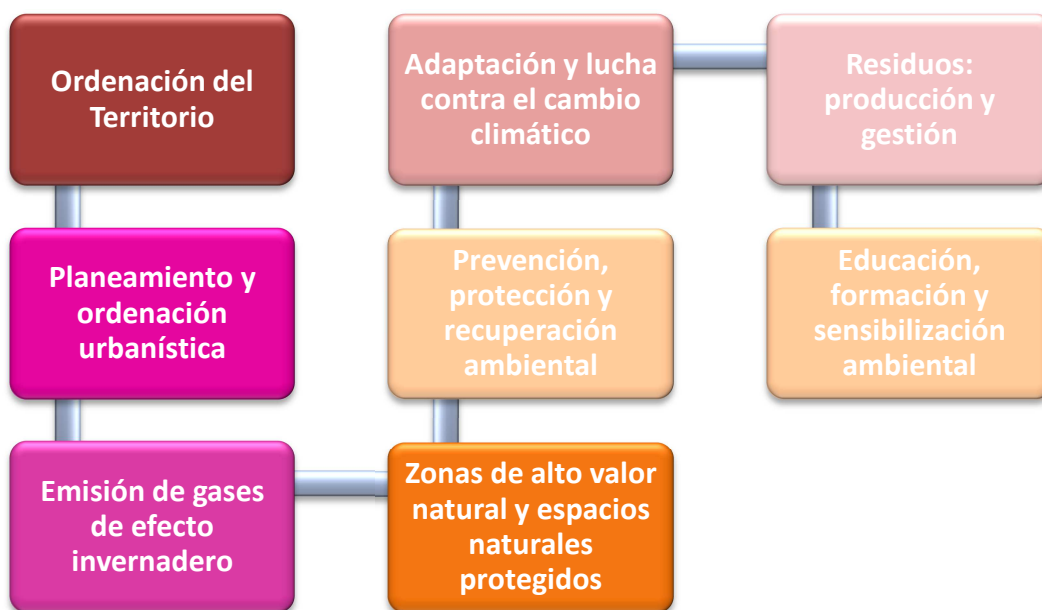 Ordenación del
Territorio
Planeamiento y
ordenación
urbanística
Emisión de gases
de efecto
invernadero
Zonas de alto valor
natural y espacios
naturales
protegidos
Prevención,
protección y
recuperación
ambiental
Adaptación y lucha
contra el cambio
climático
Residuos:
producción y
gestión
Educación,
formación y
sensibilización
ambiental